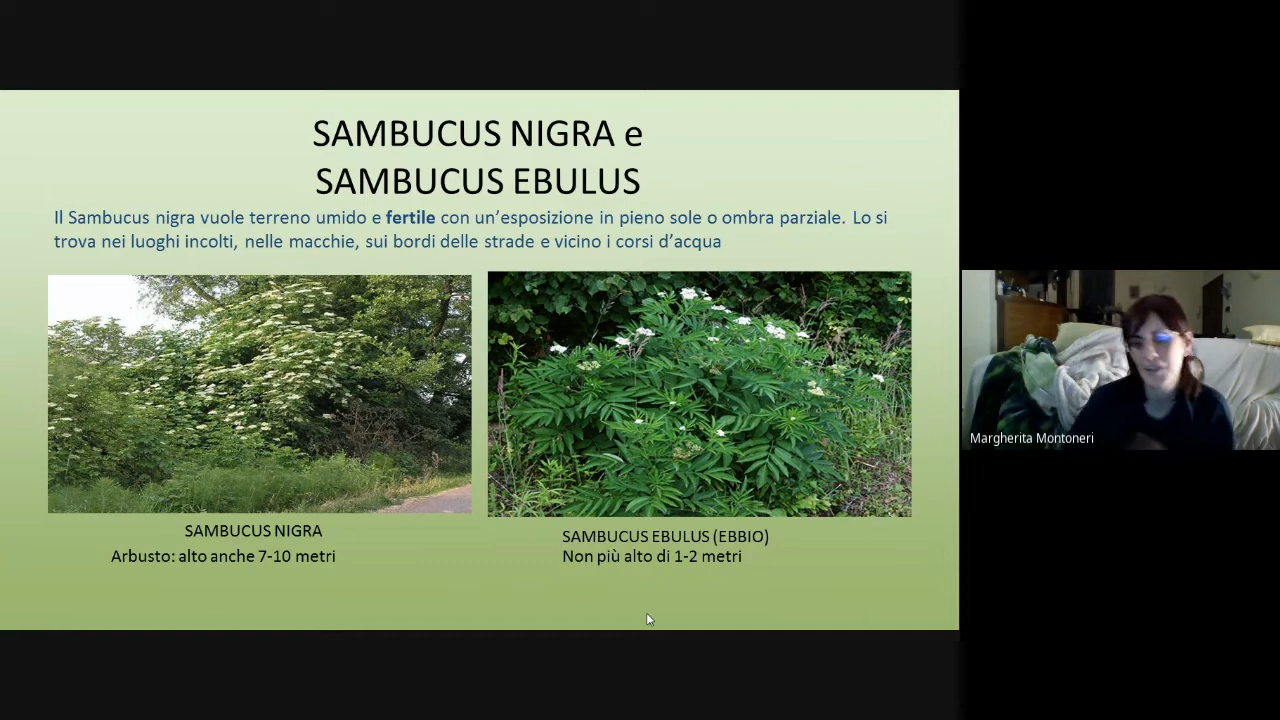 SAMBUCUS NIGRA e
SAMBUCUS EBULUS
Il Sambucus nigra vuole terreno umido e fertile con un’esposizione in pieno sole o ombra parziale. Lo si
trova nei luoghi incolti, nelle macchie, sui bordi delle strade e vicino i corsi d’acqua
SAMBUCUS NIGRA
Arbusto: alto anche 7-10 metri
SAMBUCUS EBULUS (EBBIO)
Non più alto di 1-2 metri
Margherita Montoneri